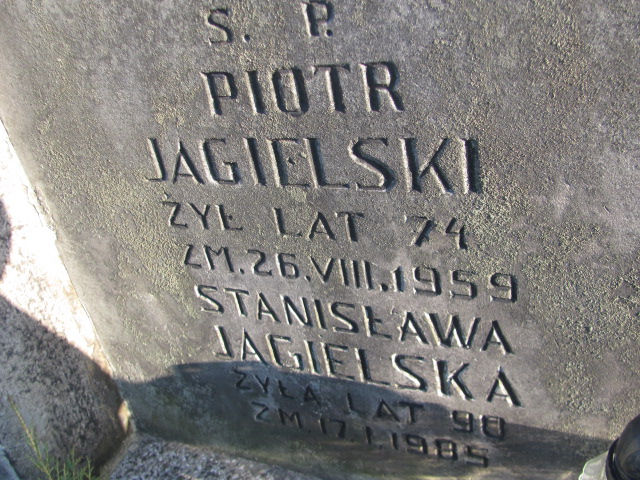 Ś. P.
PIOTR
JAGIELSKI
ŻYŁ LAT 74
ZM. 26.VIII.1959
STANISŁAWA
JAGIELSKA
ŻYŁA LAT 98
ZM 17.I.1985